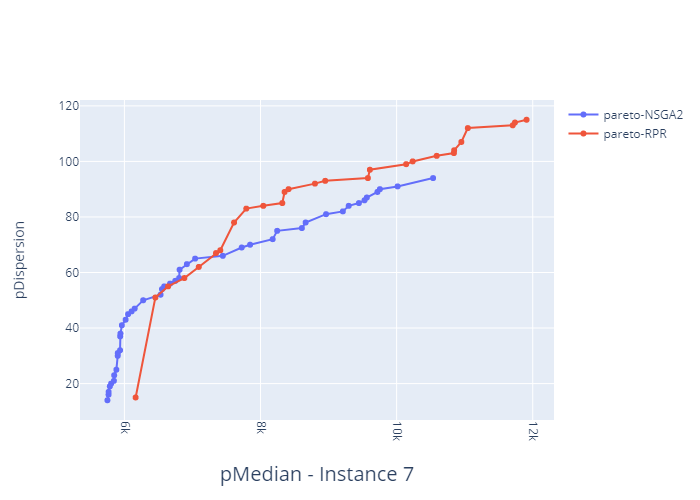 pareto-NSGA2
pareto-RPR
120
100
80
60
40
20
pDispersion
6k
8k
10k
12k
pMedian - Instance 7